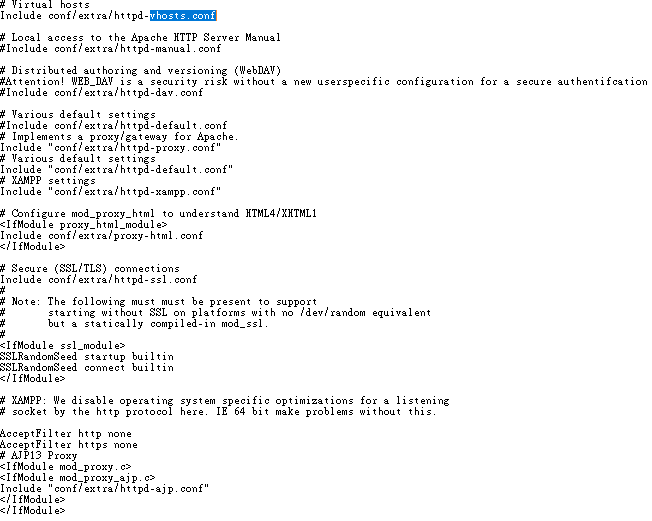 # Virtual hosts
Include conf/extra/httpd-vhosts.conf
# Local access to the Apache HTTP Server Manual
#Include conf/extra/httpd-manual.conf
# Distributed authoring and versioning (WebDAV)
#Attention! WEB_DAV is a security risk without a new userspecific configuration for a secure authentifcation
#Include conf/extra/httpd-dav.conf
# Various default settings
#Include conf/extra/httpd-default.conf
# Implements a proxy/gateway for Apache.
Include "conf/extra/httpd-proxy.conf"
# Various default settings
Include "conf/extra/httpd-default.conf"
# XAMPP settings
Include "conf/extra/httpd-xampp.conf"
# Configure mod_proxy_html to understand HTML4/XHTML1
<IfModule proxy_html_module>
Include conf/extra/proxy-html.conf
</IfModule>
# Secure (SSL/TLS) connections
Include conf/extra/httpd-ssl.conf
#
# Note: The following must must be present to support
#       starting without SSL on platforms with no /dev/random equivalent
#       but a statically compiled-in mod_ssl.
#
<IfModule ssl_module>
SSLRandomSeed startup builtin
SSLRandomSeed connect builtin
</IfModule>
# XAMPP: We disable operating system specific optimizations for a listening
# socket by the http protocol here. IE 64 bit make problems without this.
AcceptFilter http none
AcceptFilter https none
# AJP13 Proxy
<IfModule mod_proxy.c>
<IfModule mod_proxy_ajp.c>
Include "conf/extra/httpd-ajp.conf"
</IfModule>
</IfModule>